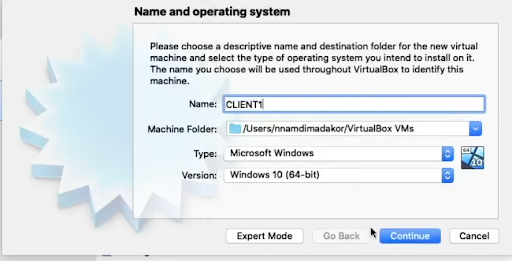 Name and operating system
Please choose a descriptive name and destination folder for the new virtual
machine and select the type of operating system you intend to install on it.
The name you choose will be used throughout VirtualBox to identify this
machine.
Name: CLIENT1
Machine Folder: /Users/nnamdimadakor/VirtualBox VMs
Type: Microsoft Windows
64
10
Version: Windows 10 (64-bit)
Expert Mode Go Back Continue Cancel